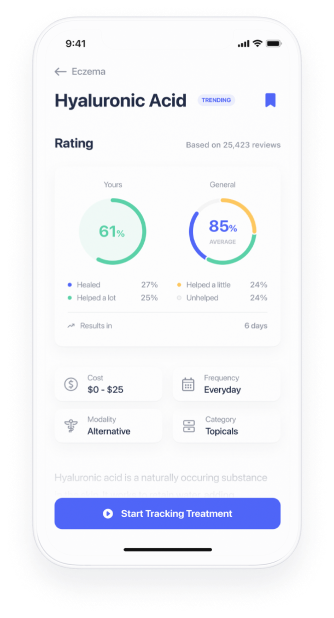 9:41
Eczema
Hyaluronic Acid TRENDING
Rating Based on 25,423 reviews
Yours General
61% 85%
AVERAGE
Healed 27% Helped a little 24%
Helped a lot 25% Unhelped 24%
Results in 6 days
Cost Frequency
$0 - $25 Everyday
Modality Category
Alternative Topicals
Hyaluronic acid is a naturally occuring substance
Start Tracking Treatment